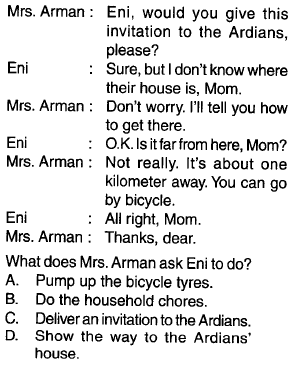 Mrs. Arman : Eni, would you give this
invitation to the Ardians,
please?
Eni : Sure, but I don't know where
their house is, Mom.
Mrs. Arman : Don't worry. I'll tell you how
to get there.
Eni : O.K. Is it far from here, Mom?
Mrs. Arman : Not really. It's about one
kilometer away. You can go
by bicycle.
Eni : All right, Mom.
Mrs. Arman : Thanks, dear.
What does Mrs. Arman ask Eni to do?
A. Pump up the bicycle tyres.
B. Do the household chores.
C. Deliver an invitation to the Ardians.
D. Show the way to the Ardians'
house.